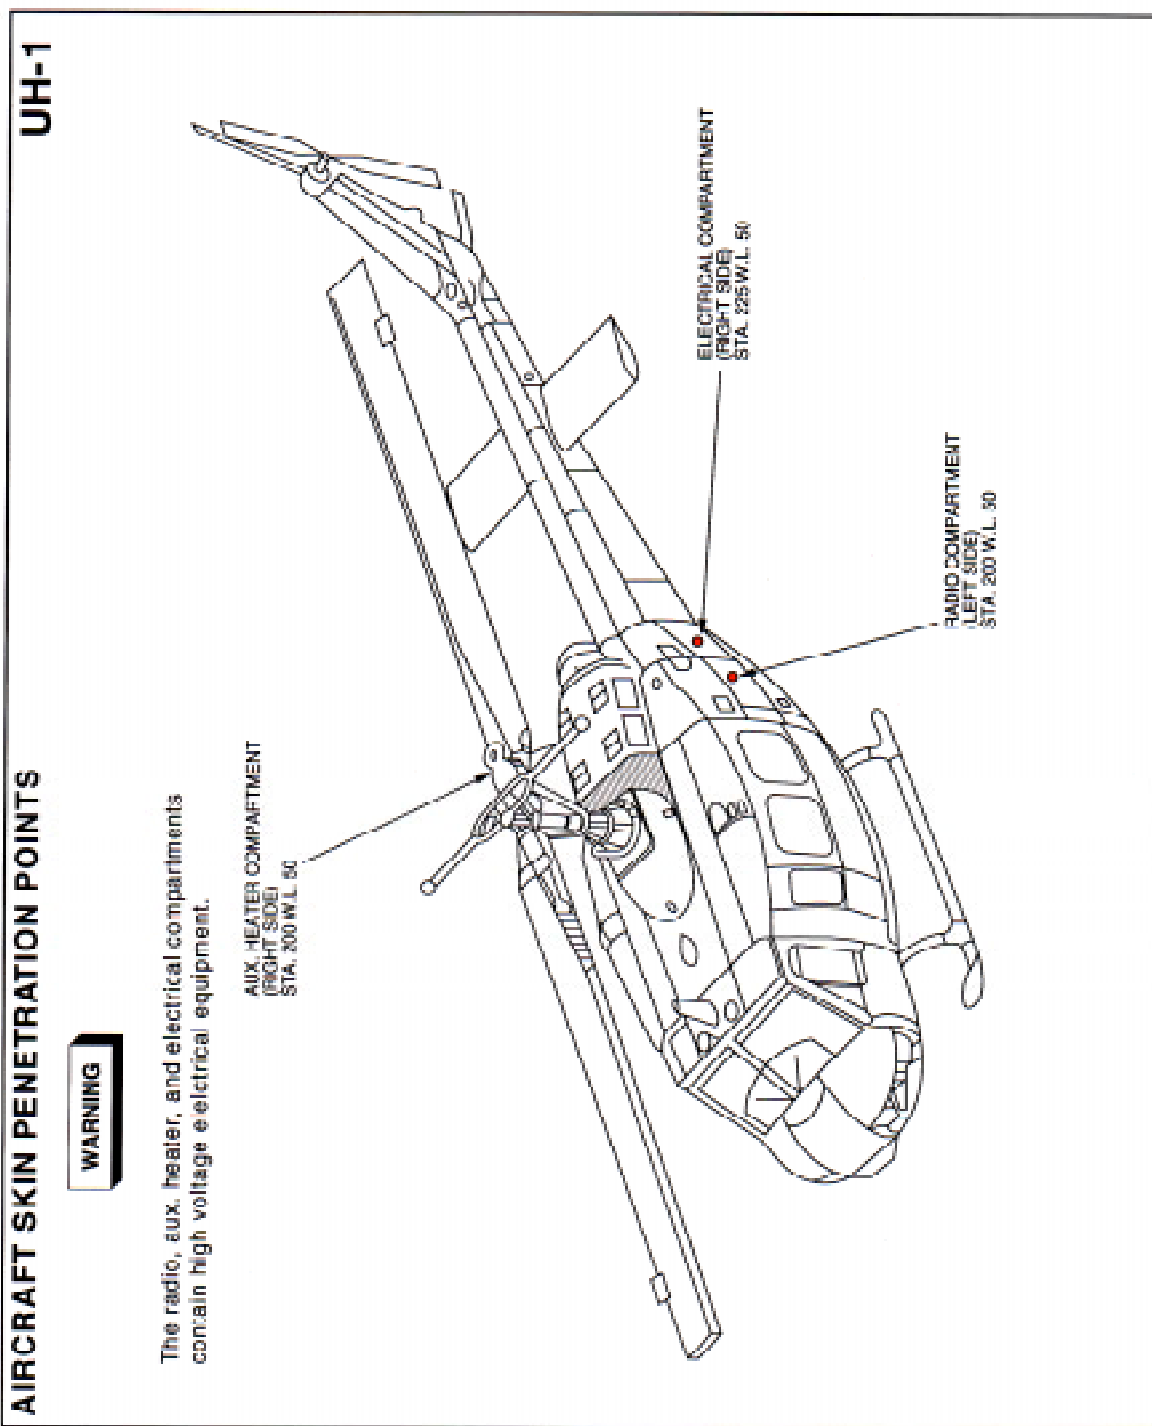 AIRCRAFT SKIN PENETRATION POINTS
UH-1
WARNING
The radio, aux. heater, and electrical compartments
contain high voltage elelctrical equipment.
AUX. HEATER COMPARTMENT
(RIGHT SIDE)
STA. 200 W.L. 50
ELECTRICAL COMPARTMENT
(RIGHT SIDE)
STA. 225 W.L. 50
RADIO COMPARTMENT
(LEFT SIDE)
STA. 200 W.L. 50